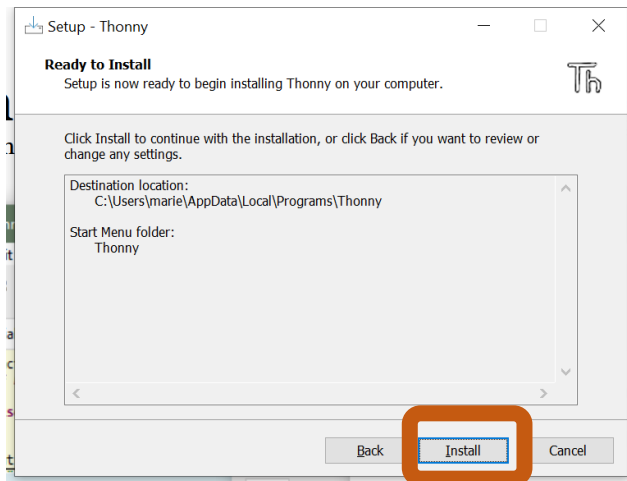 Setup - Thonny
Ready to Install
Setup is now ready to begin installing Thonny on your computer.
Th
Click Install to continue with the installation, or click Back if you want to review or
change any settings.
Destination location:
C:\Users\marie\AppData\Local\Programs\Thonny
Start Menu folder:
Thonny
Back
Install
Cancel